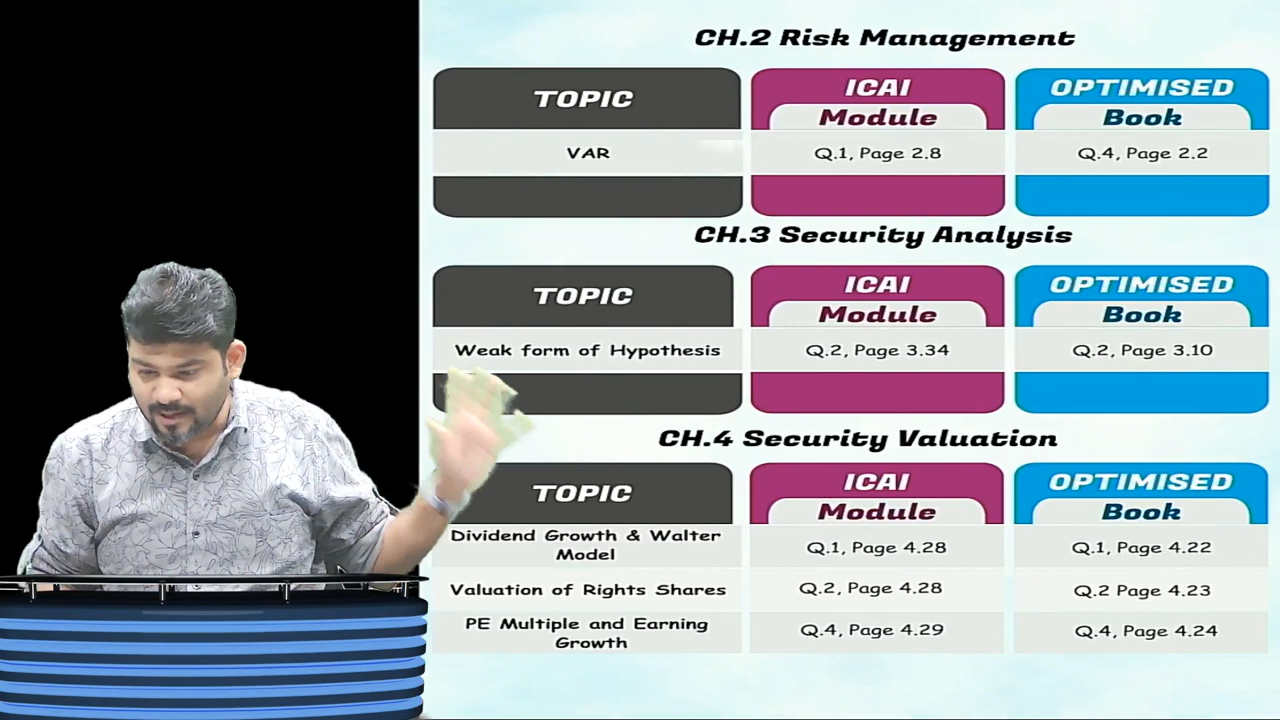 CH.2 Risk Management
TOPIC
ICAI
Module
OPTIMISED
Book
VAR
Q.1, Page 2.8
Q.4, Page 2.2
CH.3 Security Analysis
TOPIC
ICAI
Module
OPTIMISED
Book
Weak form of Hypothesis
Q.2, Page 3.34
Q.2, Page 3.10
CH.4 Security Valuation
TOPIC
ICAI
Module
OPTIMISED
Book
Dividend Growth & Walter
Model
Q.1, Page 4.28
Q.1, Page 4.22
Valuation of Rights Shares
Q.2, Page 4.28
Q.2 Page 4.23
PE Multiple and Earning
Growth
Q.4, Page 4.29
Q.4, Page 4.24